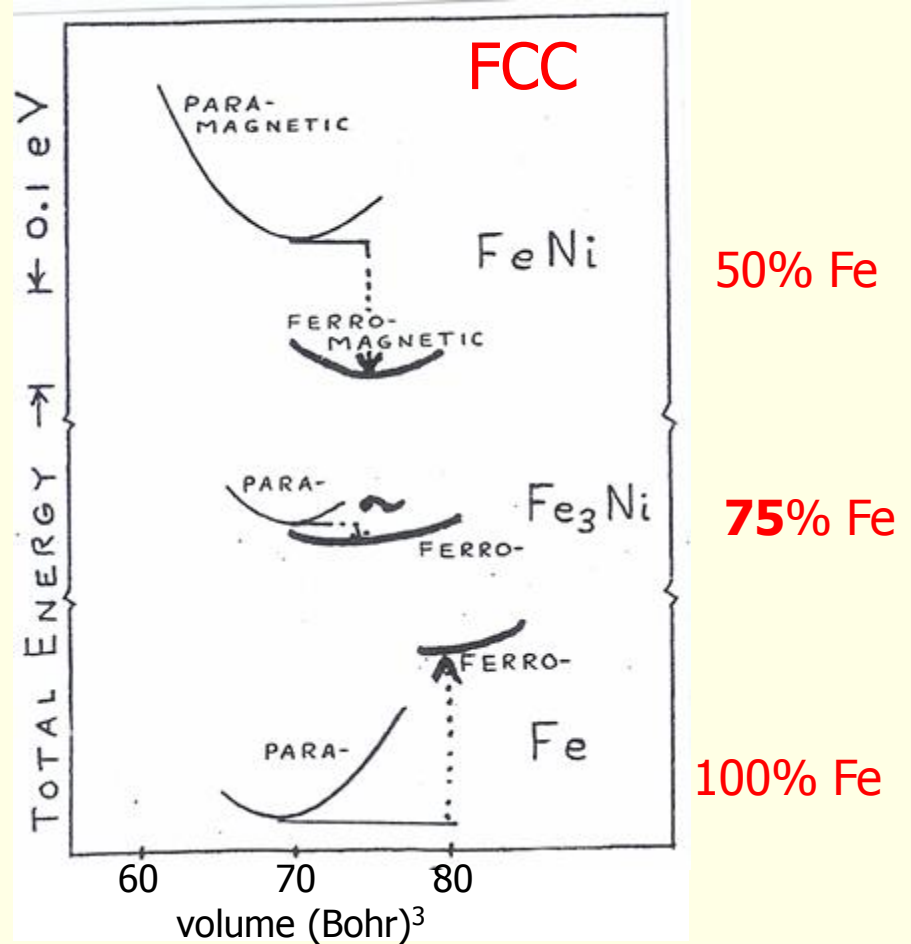 FCC
PARA-
MAGNETIC
FeNi
50% Fe
FERRO-
MAGNETIC
PARA-
~
Fe₃Ni
75% Fe
FERRO-
FERRO-
PARA-
Fe
100% Fe
TOTAL ENERGY →| |← 0.1 eV
60 70 80
volume (Bohr)³